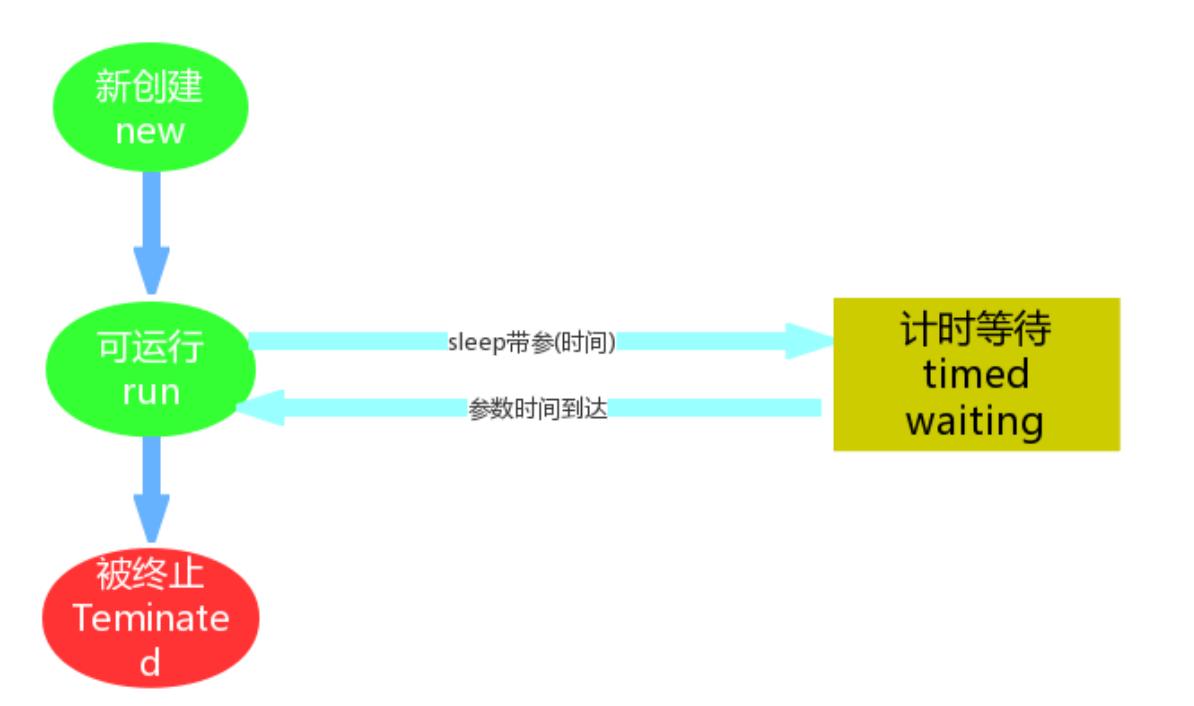 新创建
new
可运行
run
sleep带参(时间)
参数时间到达
计时等待
timed
waiting
被终止
Teminate
d